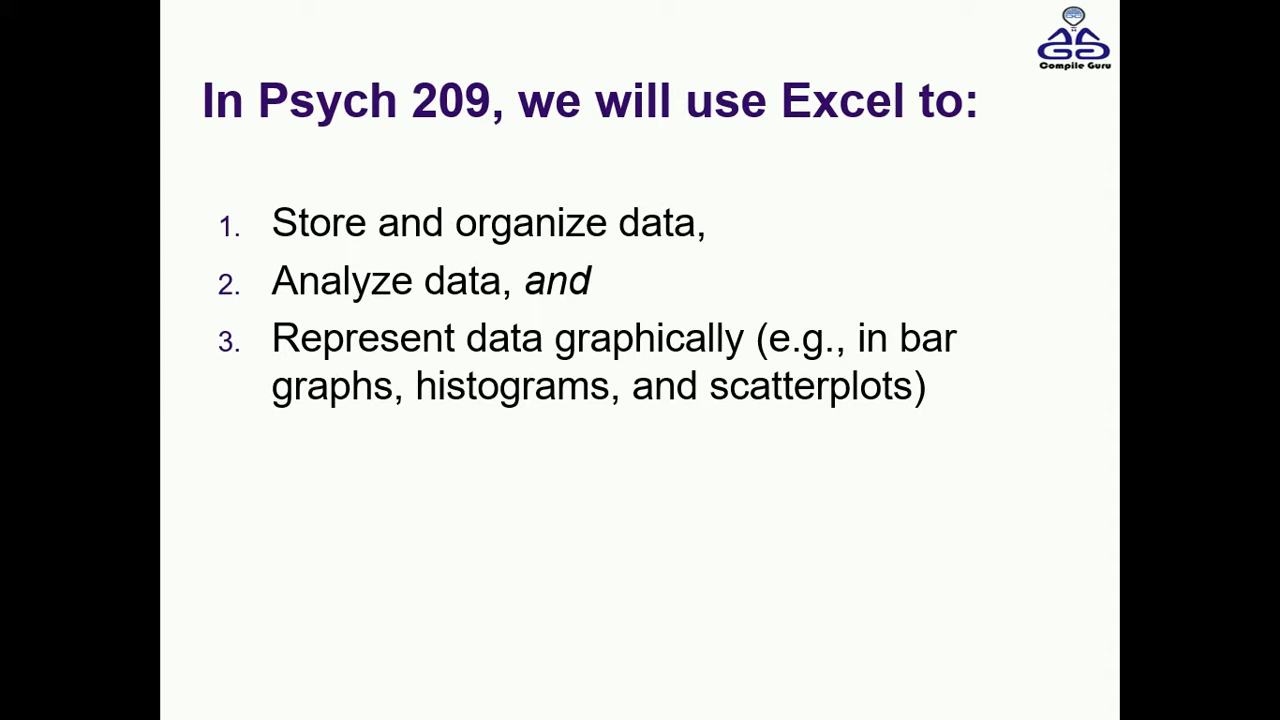 Compile Guru
In Psych 209, we will use Excel to:
1. Store and organize data,
2. Analyze data, and
3. Represent data graphically (e.g., in bar
graphs, histograms, and scatterplots)